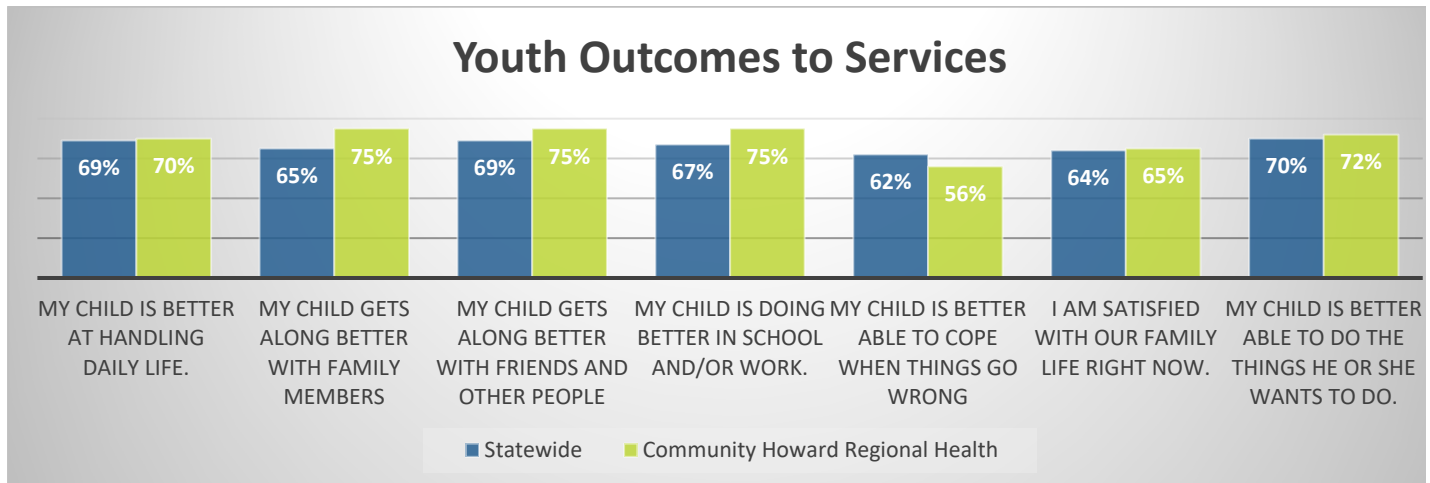 Youth Outcomes to Services
69%
70%
65%
75%
69%
75%
67%
75%
62%
56%
64%
65%
70%
72%
MY CHILD IS BETTER
AT HANDLING
DAILY LIFE.
MY CHILD GETS
ALONG BETTER
WITH FAMILY
MEMBERS
MY CHILD GETS
ALONG BETTER
WITH FRIENDS AND
OTHER PEOPLE
MY CHILD IS DOING
BETTER IN SCHOOL
AND/OR WORK.
MY CHILD IS BETTER
ABLE TO COPE
WHEN THINGS GO
WRONG
I AM SATISFIED
WITH OUR FAMILY
LIFE RIGHT NOW.
MY CHILD IS BETTER
ABLE TO DO THE
THINGS HE OR SHE
WANTS TO DO.
Statewide
Community Howard Regional Health